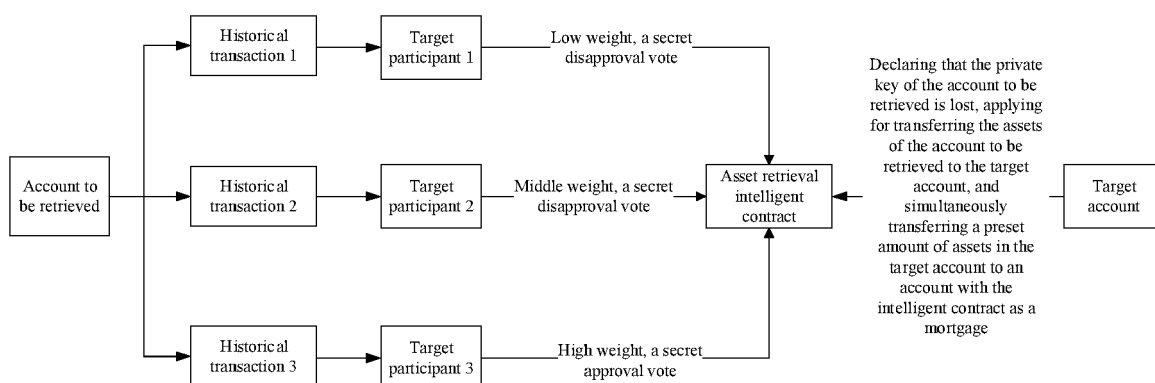 Historical
transaction 1
Target
participant 1
Low weight, a secret
disapproval vote
Account to
be retrieved
Historical
transaction 2
Target
participant 2
Middle weight, a secret
disapproval vote
Asset retrieval
intelligent
contract
Declaring that the private
key of the account to be
retrieved is lost, applying
for transferring the assets
of the account to be
retrieved to the target
account, and
simultaneously
transferring a preset
amount of assets in the
target account to an
account with the
intelligent contract as a
mortgage
Target
account
Historical
transaction 3
Target
participant 3
High weight, a secret
approval vote